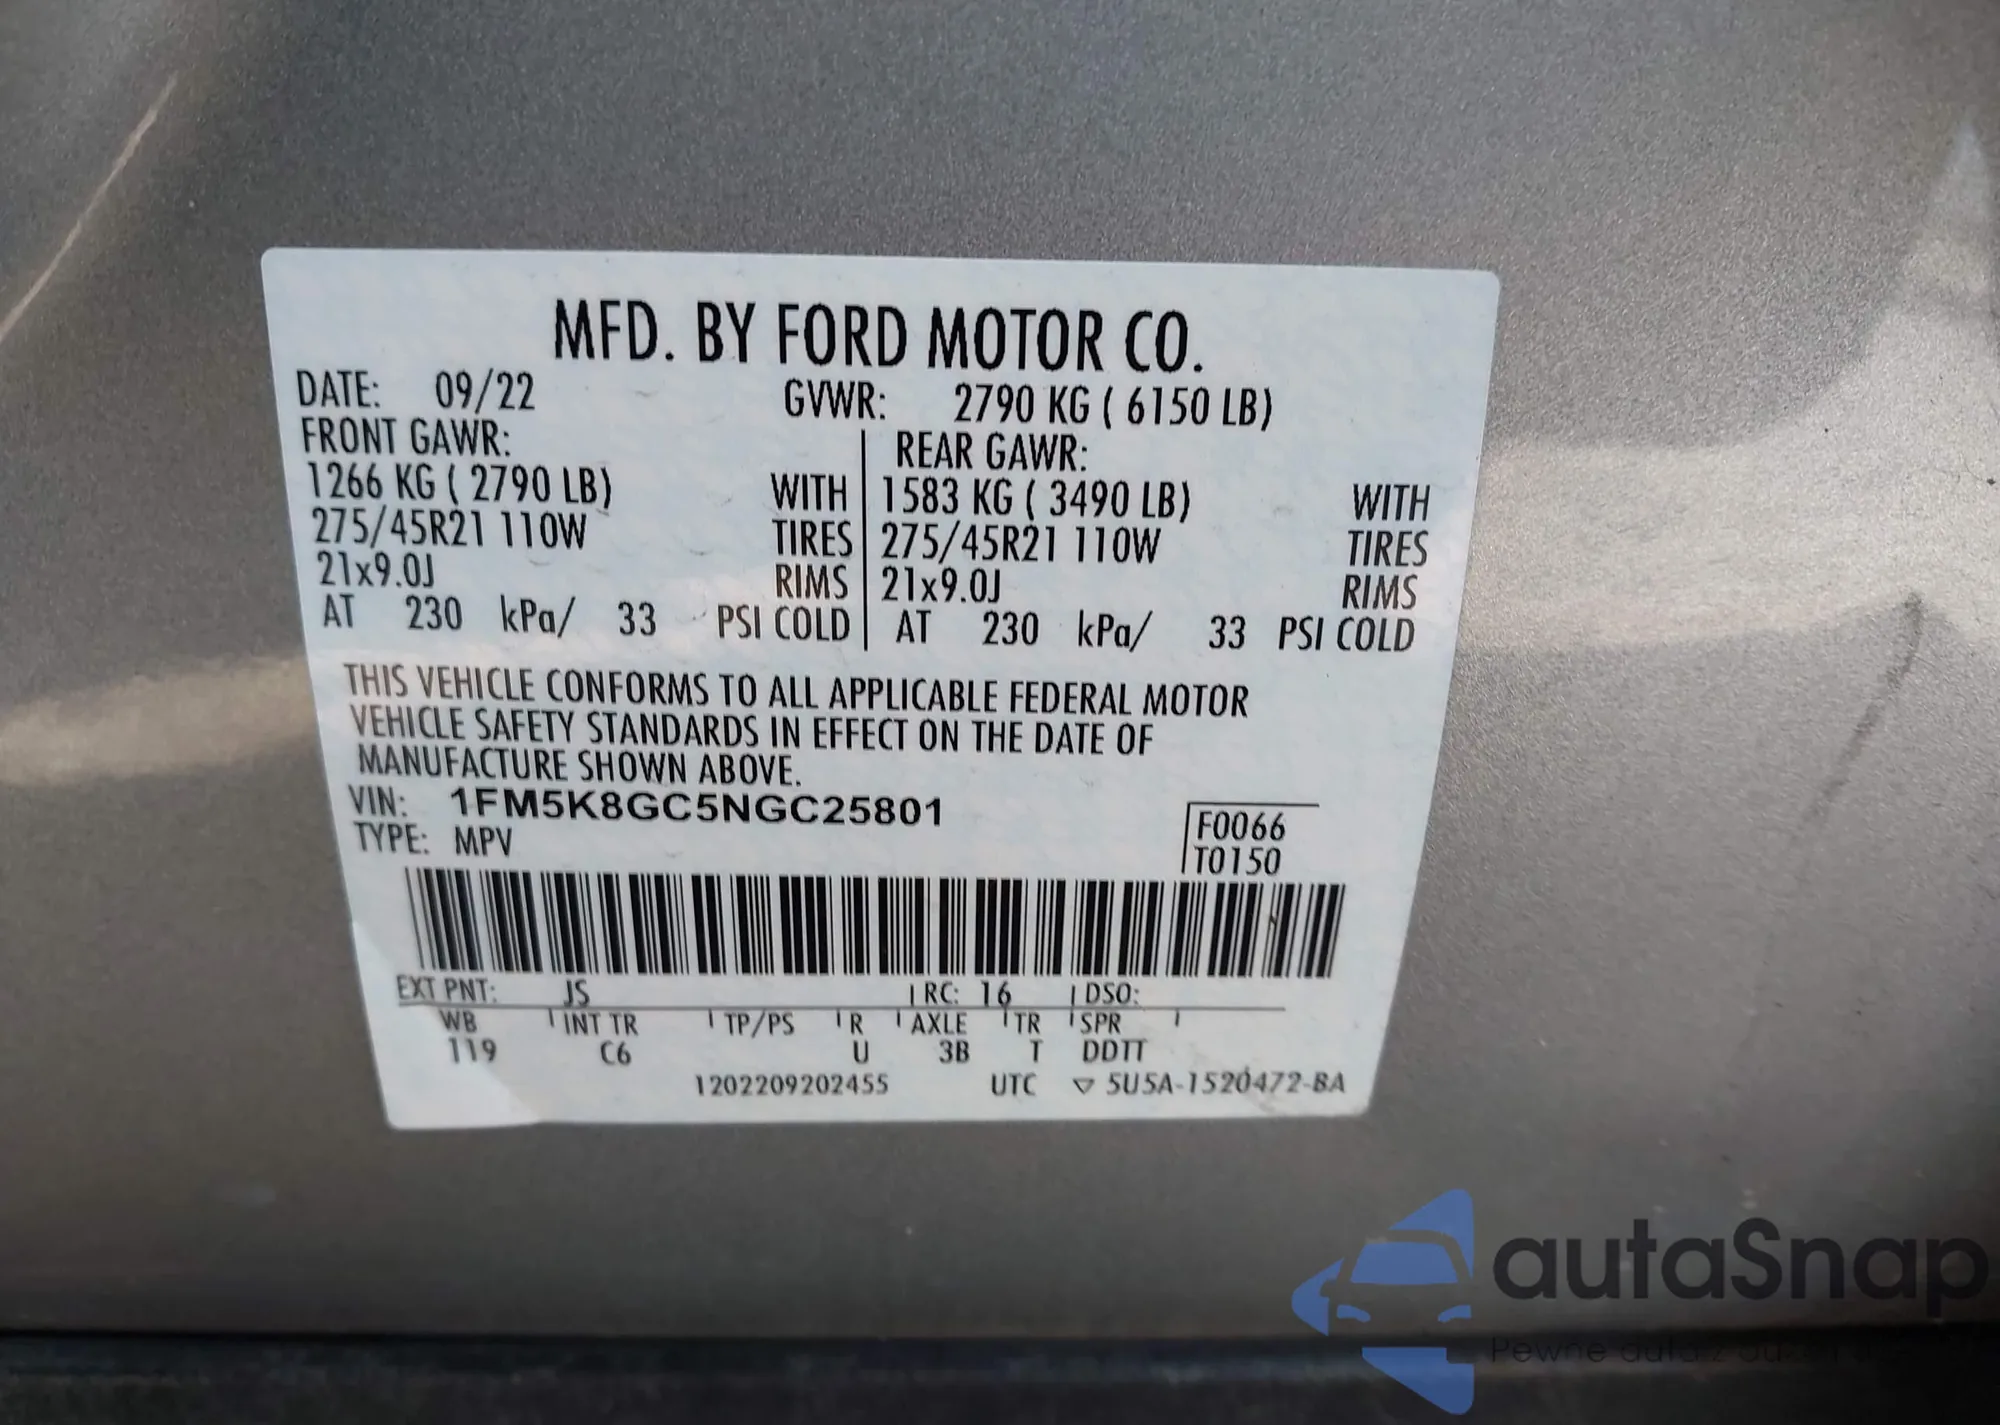 MFD. BY FORD MOTOR CO.
DATE: 09/22 GVWR: 2790 KG ( 6150 LB)
FRONT GAWR: REAR GAWR:
1266 KG ( 2790 LB) WITH 1583 KG ( 3490 LB) WITH
275/45R21 110W TIRES 275/45R21 110W TIRES
21x9.0J RIMS 21x9.0J RIMS
AT 230 kPa/ 33 PSI COLD AT 230 kPa/ 33 PSI COLD
THIS VEHICLE CONFORMS TO ALL APPLICABLE FEDERAL MOTOR
VEHICLE SAFETY STANDARDS IN EFFECT ON THE DATE OF
MANUFACTURE SHOWN ABOVE.
VIN: 1FM5K8GC5NGC25801
TYPE: MPV
F0066
T0150
EXT PNT: JS RC: 16 DSO:
WB INT TR TP/PS R AXLE TR SPR
119 C6 U 3B T DDTT
1202209202455 UTC ▽ 5U5A-1520472-BA
autaSnap
Pewne auta z